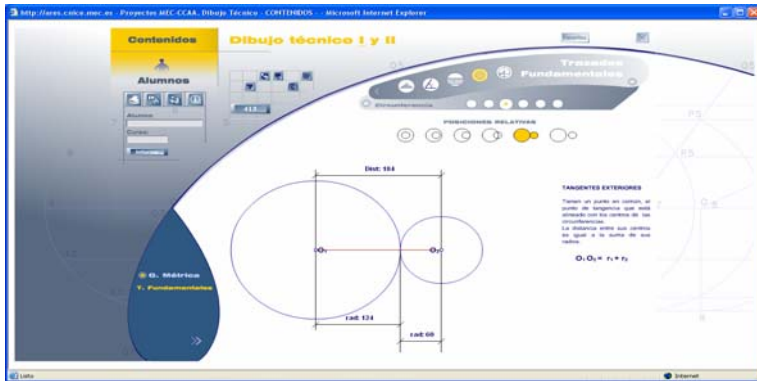 http://ares.cnice.mec.es - Proyectos MEC-CCAA. Dibujo Técnico - CONTENIDOS - - Microsoft Internet Explorer
Contenidos
Dibujo técnico I y II
Favoritos
Alumnos
Trazados
Fundamentales
Circunferencia
Alumno
Curso
POSICIONES RELATIVAS
Dist: 184
TANGENTES EXTERIORES
Tienen un punto en común, el
punto de tangencia que está
alineado con los centros de las
circunferencias.
La distancia entre sus centros
es igual a la suma de sus
radios.
O₁ O₂ = r₁ + r₂
O₁
O₂
G. Métrica
T. Fundamentales
rad: 124
rad: 60
Listo
Internet